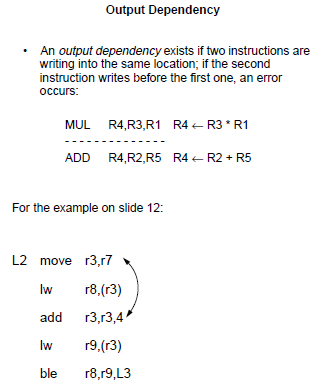 Output Dependency
• An output dependency exists if two instructions are
writing into the same location; if the second
instruction writes before the first one, an error
occurs:
MUL R4,R3,R1 R4 ← R3 * R1
- - - - - - - - - - - - - -
ADD R4,R2,R5 R4 ← R2 + R5
For the example on slide 12:
L2 move r3,r7
lw r8,(r3)
add r3,r3,4
lw r9,(r3)
ble r8,r9,L3